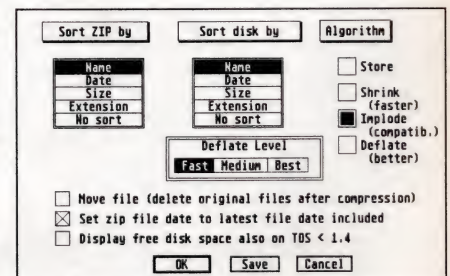 Sort ZIP by Sort disk by Algorithm
Name Name Store
Date Date
Size Size Shrink
Extension Extension (faster)
No sort No sort Implode
(compatib.)
Deflate Level Deflate
(better)
Fast Medium Best
Move file (delete original files after compression)
Set zip file date to latest file date included
Display free disk space also on TOS < 1.4
OK Save Cancel